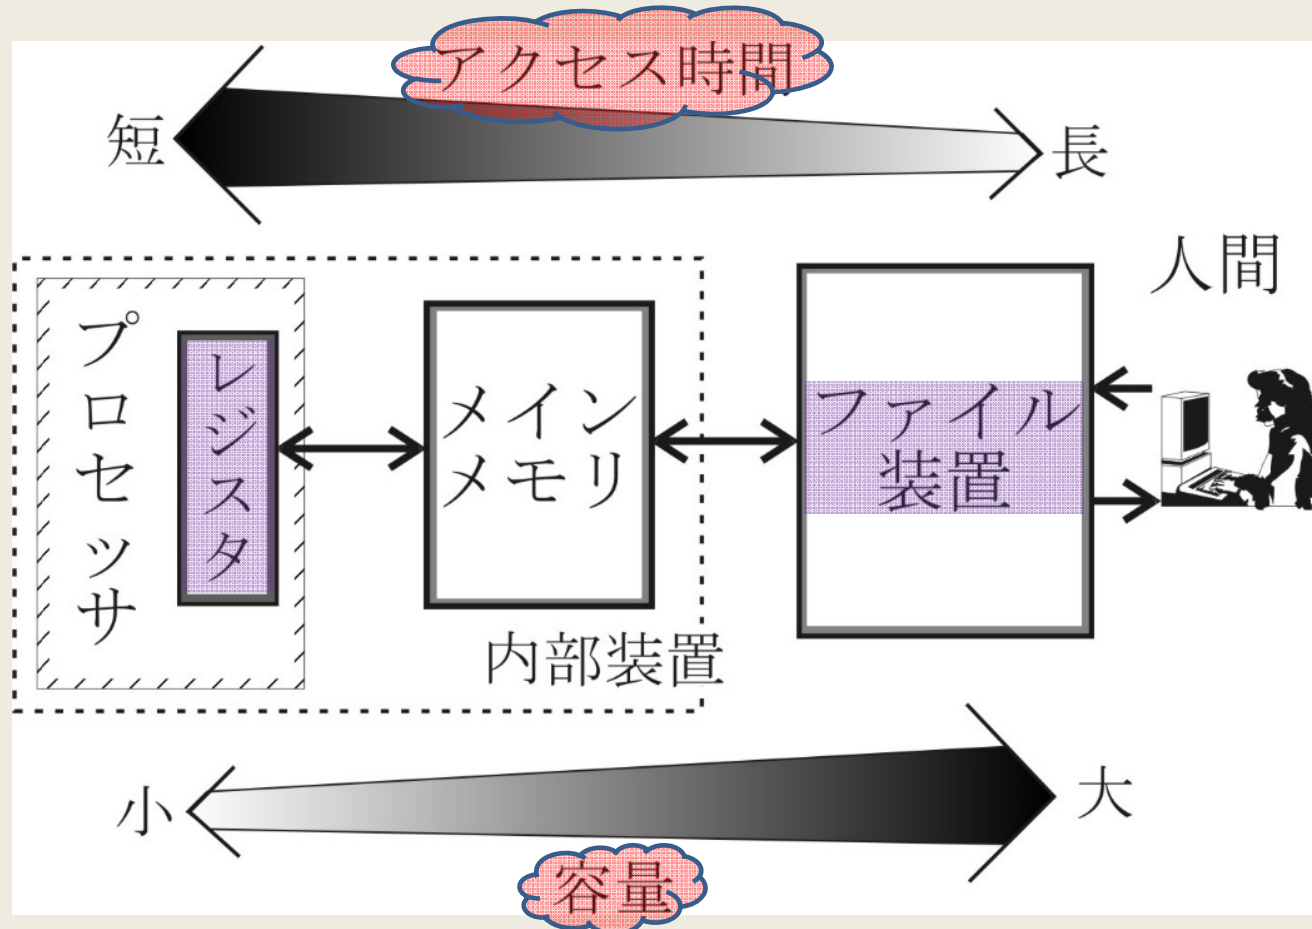 アクセス時間
短
長
人間
プロセッサ
レジスタ
メイン
メモリ
ファイル
装置
内部装置
小
大
容量